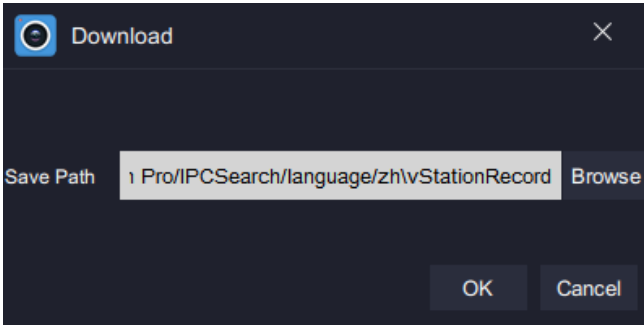 Download
Save Path
Pro/IPCSearch/language/zh\vStationRecord
Browse
OK
Cancel